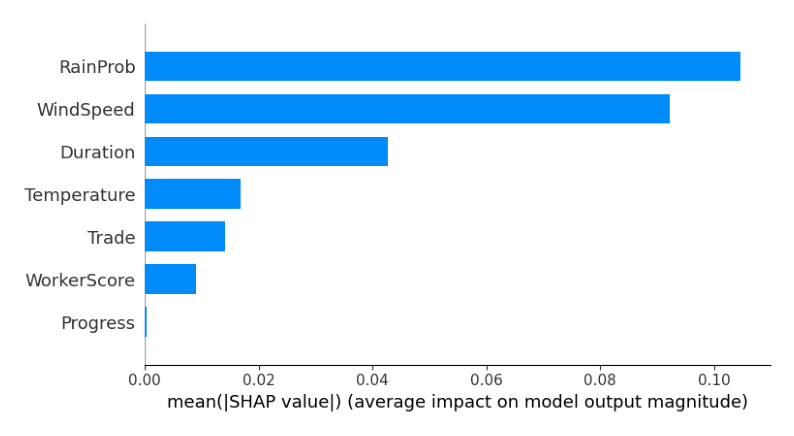 RainProb
WindSpeed
Duration
Temperature
Trade
WorkerScore
Progress
0.00 0.02 0.04 0.06 0.08 0.10
mean(|SHAP value|) (average impact on model output magnitude)